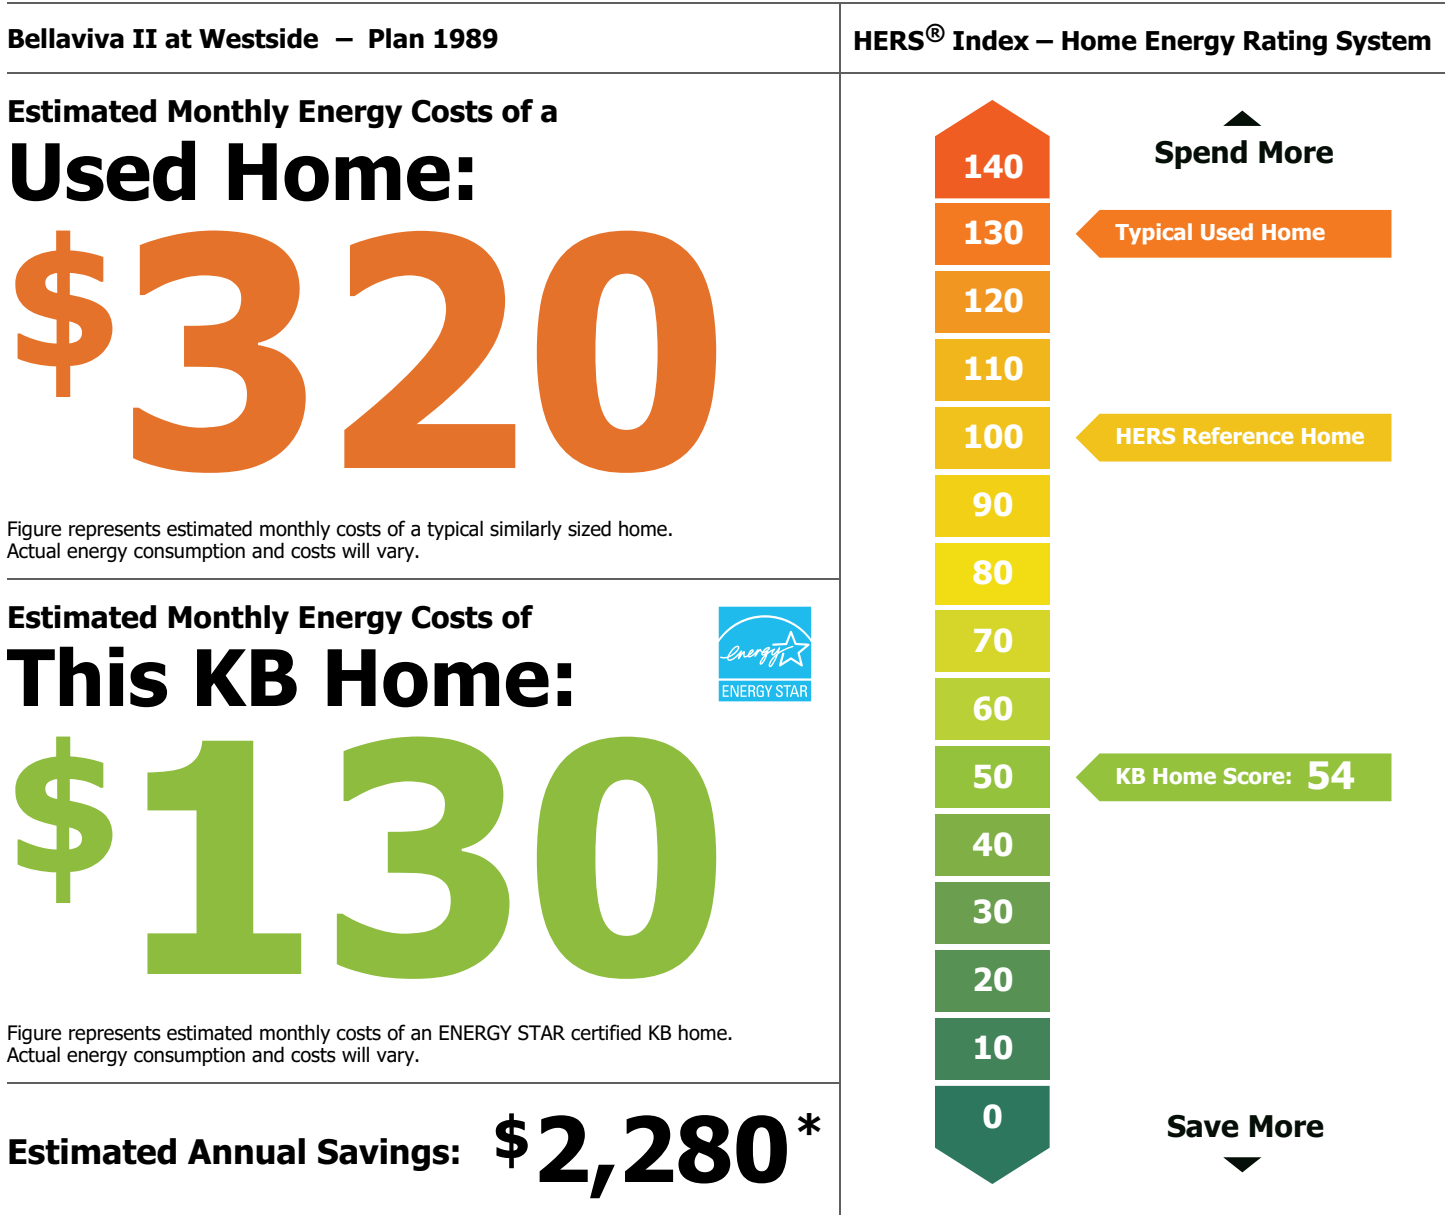 Bellaviva II at Westside – Plan 1989
Estimated Monthly Energy Costs of a
Used Home:
$320
Figure represents estimated monthly costs of a typical similarly sized home.
Actual energy consumption and costs will vary.
Estimated Monthly Energy Costs of
This KB Home:
energy
ENERGY STAR
$130
Figure represents estimated monthly costs of an ENERGY STAR certified KB home.
Actual energy consumption and costs will vary.
Estimated Annual Savings: $2,280*
HERS® Index – Home Energy Rating System
Spend More
140
130 Typical Used Home
120
110
100 HERS Reference Home
90
80
70
60
50 KB Home Score: 54
40
30
20
10
0
Save More